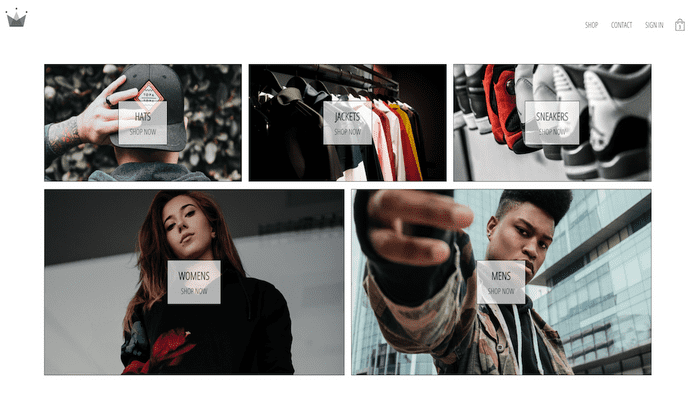 SHOP CONTACT SIGN IN
HATS
SHOP NOW
JACKETS
SHOP NOW
SNEAKERS
SHOP NOW
WOMENS
SHOP NOW
MENS
SHOP NOW